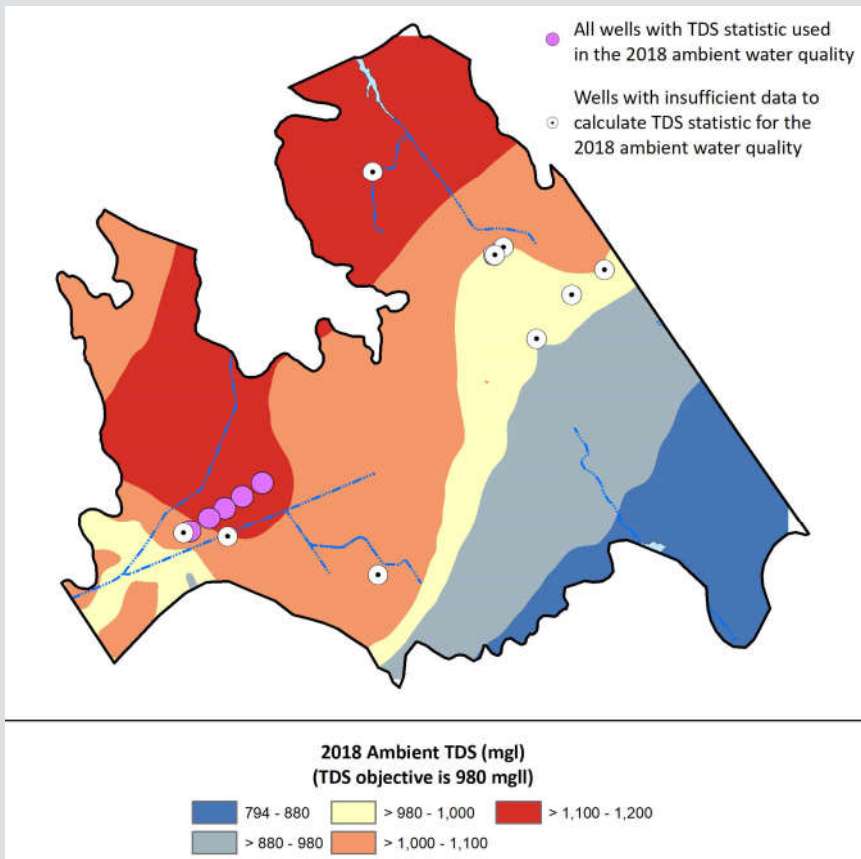 All wells with TDS statistic used
in the 2018 ambient water quality
Wells with insufficient data to
calculate TDS statistic for the
2018 ambient water quality
2018 Ambient TDS (mgl)
(TDS objective is 980 mgll)
794 - 880
> 980 - 1,000
> 1,100 - 1,200
> 880 - 980
> 1,000 - 1,100